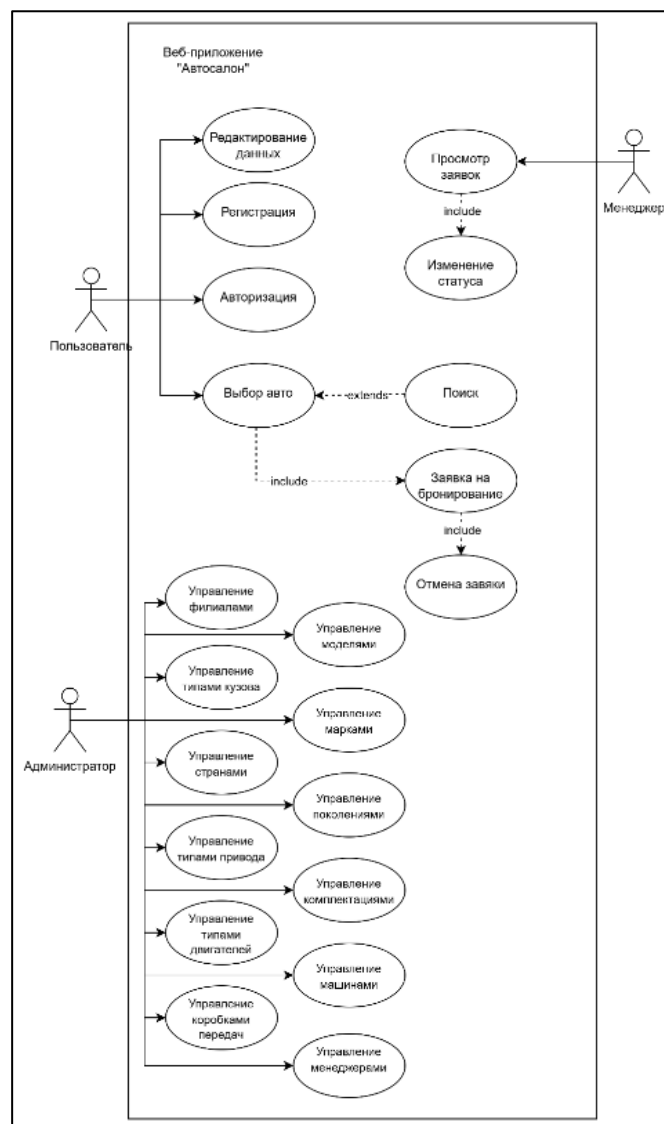 Веб-приложение
"Автосалон"
Редактирование
данных
Просмотр
заявок
Менеджер
Регистрация
include
Изменение
статуса
Авторизация
Пользователь
Выбор авто
extends
Поиск
include
Заявка на
бронирование
include
Отмена завяки
Управление
филиалами
Управление
моделями
Управление
типами кузова
Управление
марками
Администратор
Управление
странами
Управление
поколениями
Управление
типами привода
Управление
комплектациями
Управление
типами
двигателей
Управление
машинами
Управление
коробками
передач
Управление
менеджерами